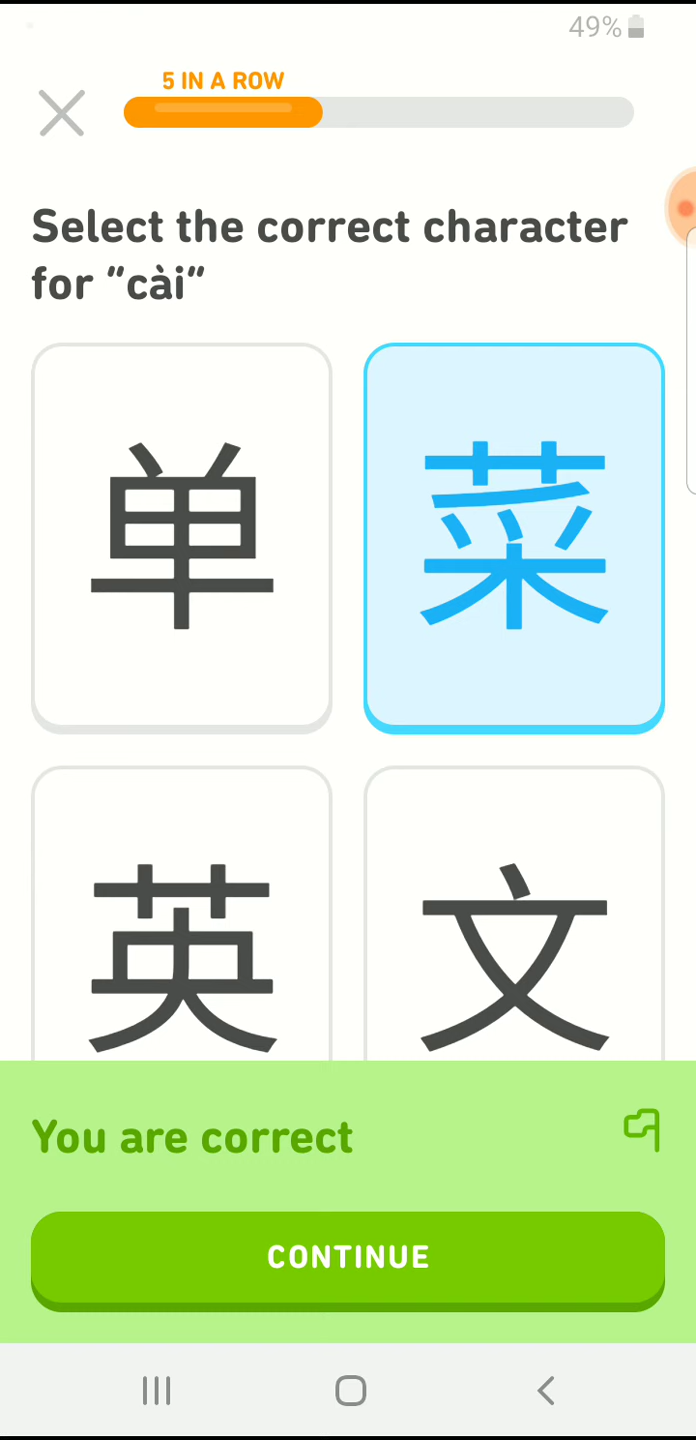 49%
5 IN A ROW
Select the correct character
for "cài"
单
菜
英
文
You are correct
CONTINUE